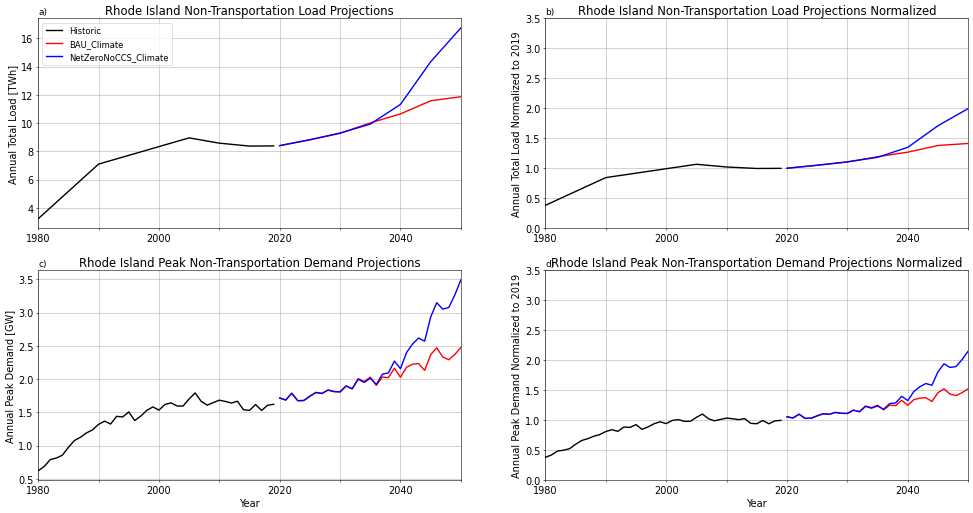 a)
Rhode Island Non-Transportation Load Projections
Annual Total Load [TWh]
16
14
12
10
8
6
4
1980
2000
2020
2040
Historic
BAU_Climate
NetZeroNoCCS_Climate
b)
Rhode Island Non-Transportation Load Projections Normalized
Annual Total Load Normalized to 2019
3.5
3.0
2.5
2.0
1.5
1.0
0.5
0.0
1980
2000
2020
2040
c)
Rhode Island Peak Non-Transportation Demand Projections
Annual Peak Demand [GW]
3.5
3.0
2.5
2.0
1.5
1.0
0.5
1980
2000
2020
2040
Year
d)
Rhode Island Peak Non-Transportation Demand Projections Normalized
Annual Peak Demand Normalized to 2019
3.5
3.0
2.5
2.0
1.5
1.0
0.5
0.0
1980
2000
2020
2040
Year